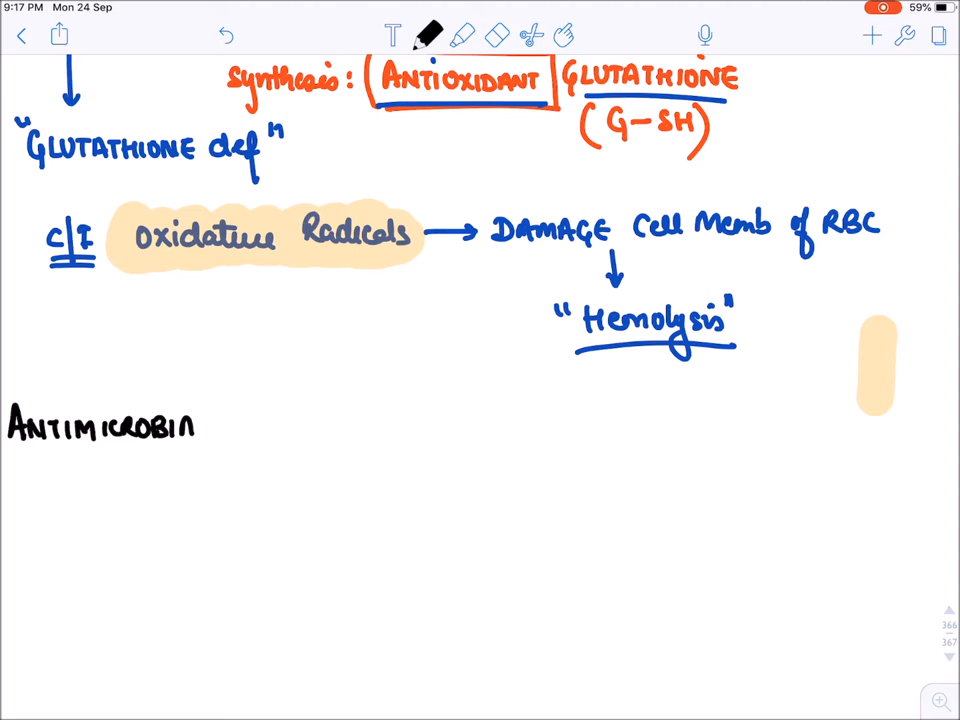 9:17 PM Mon 24 Sep 59%
T
Synthesis: ANTIOXIDANT GLUTATHIONE
(G-SH)
"GLUTATHIONE def"
C/I Oxidative Radicals → DAMAGE Cell Memb of RBC
"Hemolysis"
ANTIMICROBIA
366
367